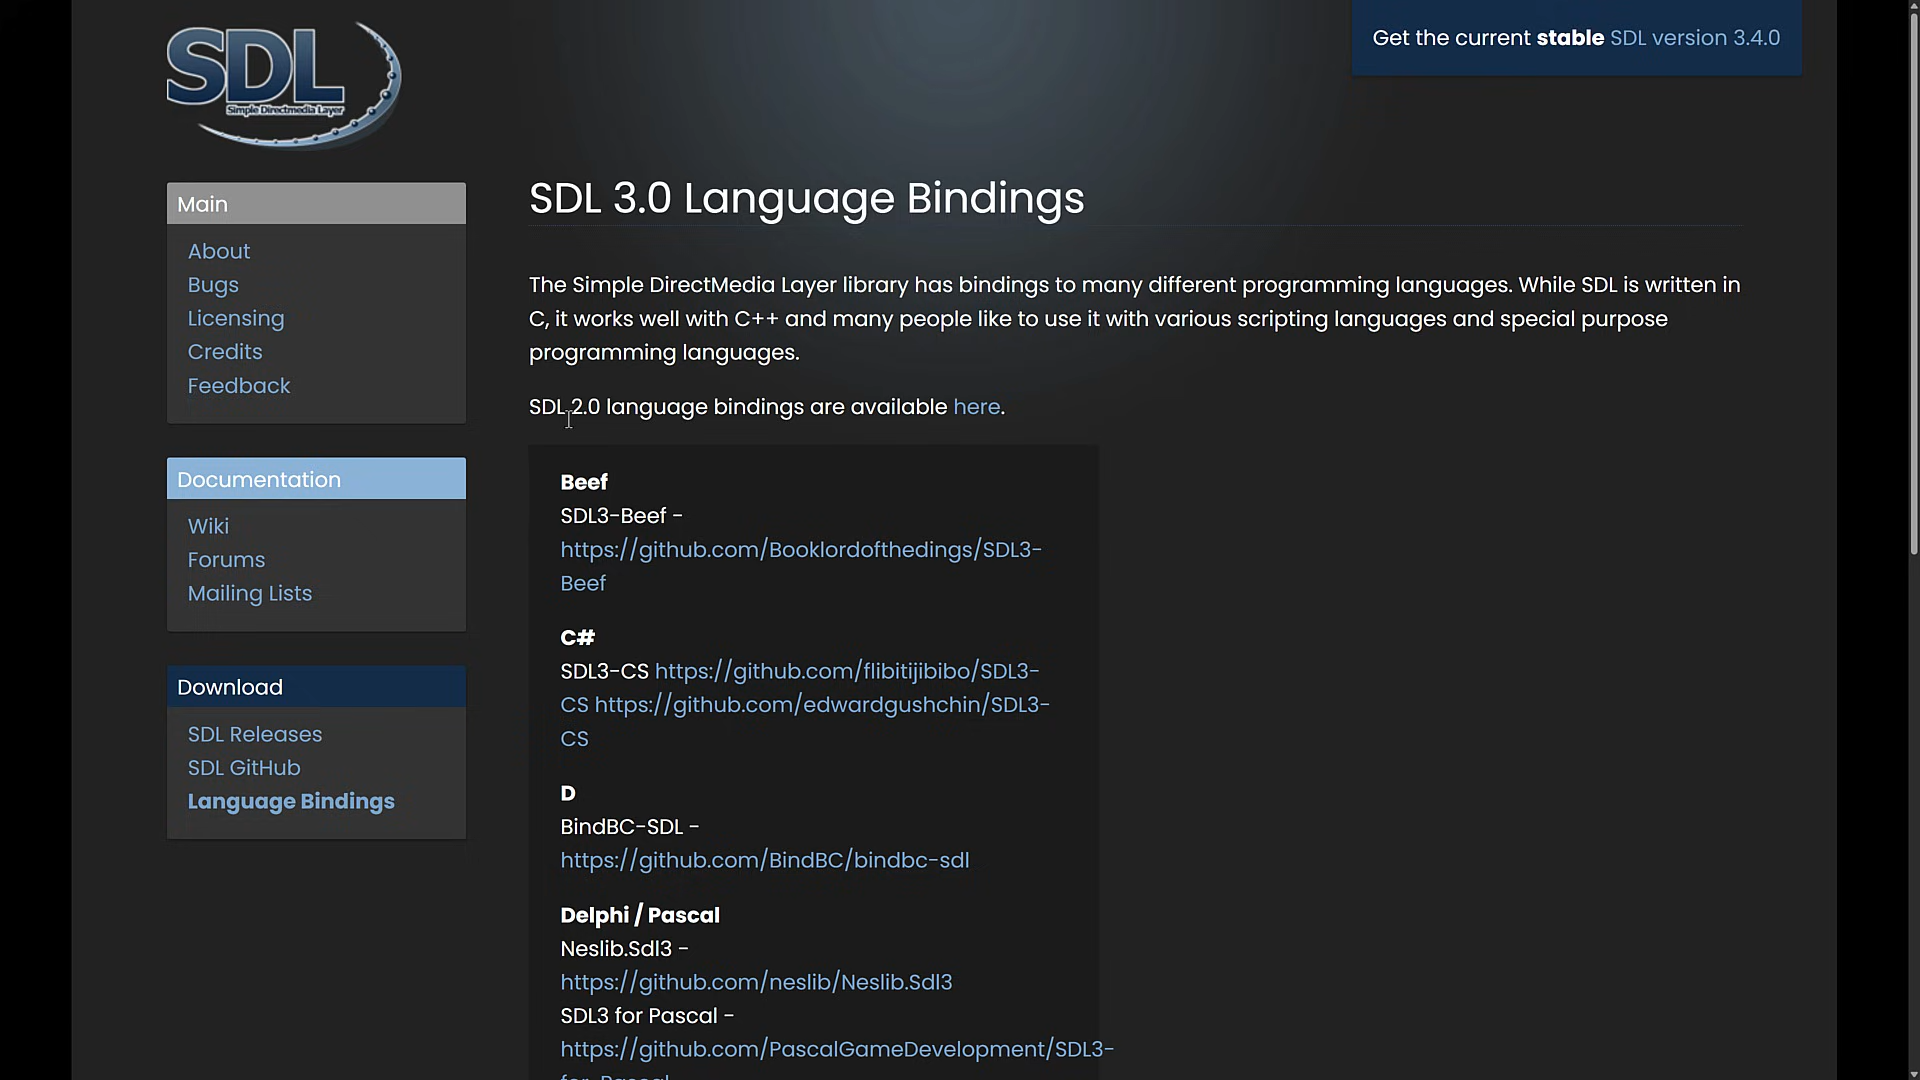 SDL
Simple Directmedia Layer
Get the current stable SDL version 3.4.0
Main
About
Bugs
Licensing
Credits
Feedback
Documentation
Wiki
Forums
Mailing Lists
Download
SDL Releases
SDL GitHub
Language Bindings
SDL 3.0 Language Bindings
The Simple DirectMedia Layer library has bindings to many different programming languages. While SDL is written in
C, it works well with C++ and many people like to use it with various scripting languages and special purpose
programming languages.
SDL 2.0 language bindings are available here.
Beef
SDL3-Beef -
https://github.com/Booklordofthedings/SDL3-
Beef
C#
SDL3-CS https://github.com/flibitijibibo/SDL3-
CS https://github.com/edwardgushchin/SDL3-
CS
D
BindBC-SDL -
https://github.com/BindBC/bindbc-sdl
Delphi / Pascal
Neslib.Sdl3 -
https://github.com/neslib/Neslib.Sdl3
SDL3 for Pascal -
https://github.com/PascalGameDevelopment/SDL3-
for-Pascal